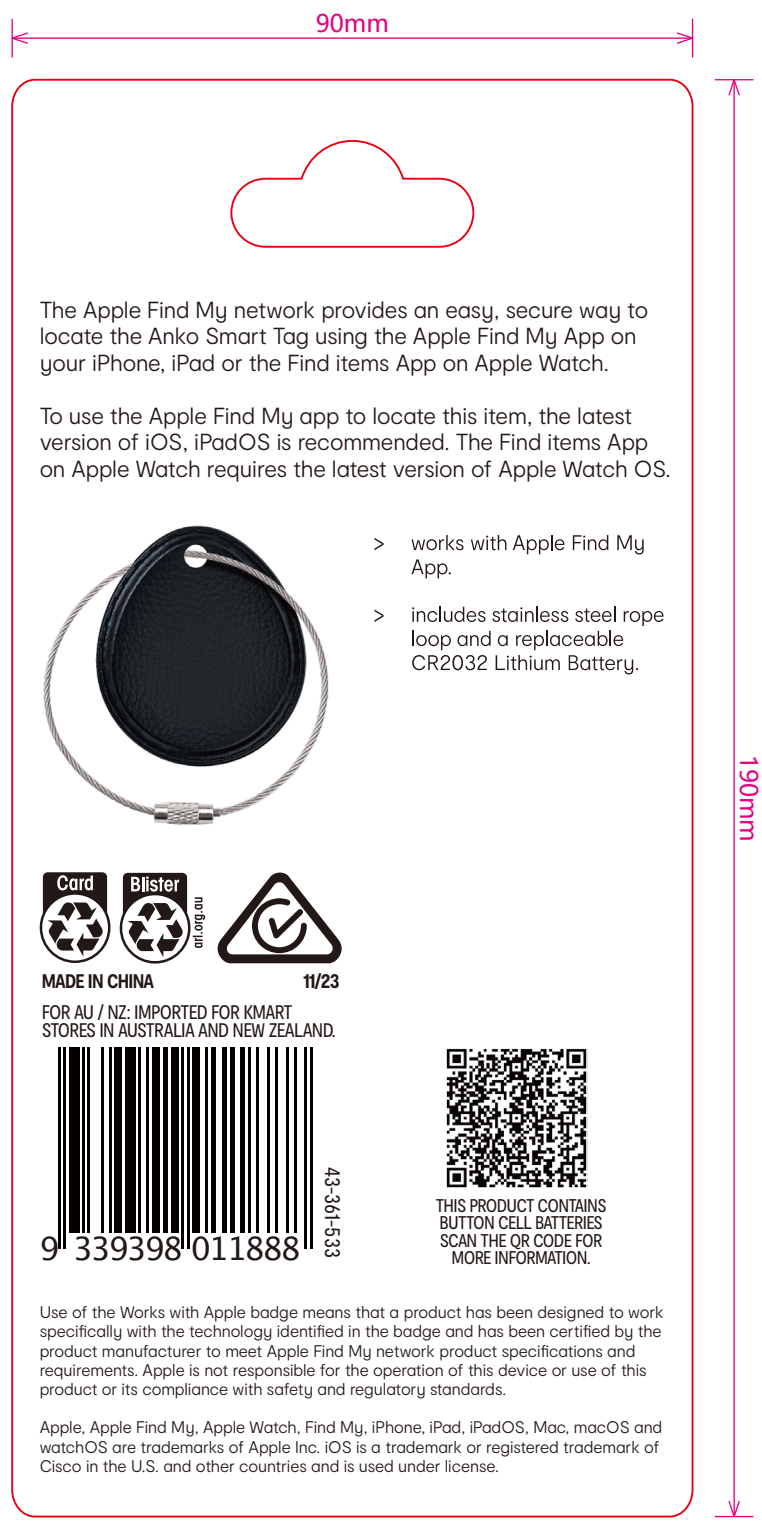 90mm
190mm
The Apple Find My network provides an easy, secure way to
locate the Anko Smart Tag using the Apple Find My App on
your iPhone, iPad or the Find items App on Apple Watch.
To use the Apple Find My app to locate this item, the latest
version of iOS, iPadOS is recommended. The Find items App
on Apple Watch requires the latest version of Apple Watch OS.
> works with Apple Find My
App.
> includes stainless steel rope
loop and a replaceable
CR2032 Lithium Battery.
Card
Blister
arl.org.au
MADE IN CHINA 11/23
FOR AU / NZ: IMPORTED FOR KMART
STORES IN AUSTRALIA AND NEW ZEALAND.
43-361-533
9 339398 011888
THIS PRODUCT CONTAINS
BUTTON CELL BATTERIES
SCAN THE QR CODE FOR
MORE INFORMATION.
Use of the Works with Apple badge means that a product has been designed to work
specifically with the technology identified in the badge and has been certified by the
product manufacturer to meet Apple Find My network product specifications and
requirements. Apple is not responsible for the operation of this device or use of this
product or its compliance with safety and regulatory standards.
Apple, Apple Find My, Apple Watch, Find My, iPhone, iPad, iPadOS, Mac, macOS and
watchOS are trademarks of Apple Inc. iOS is a trademark or registered trademark of
Cisco in the U.S. and other countries and is used under license.